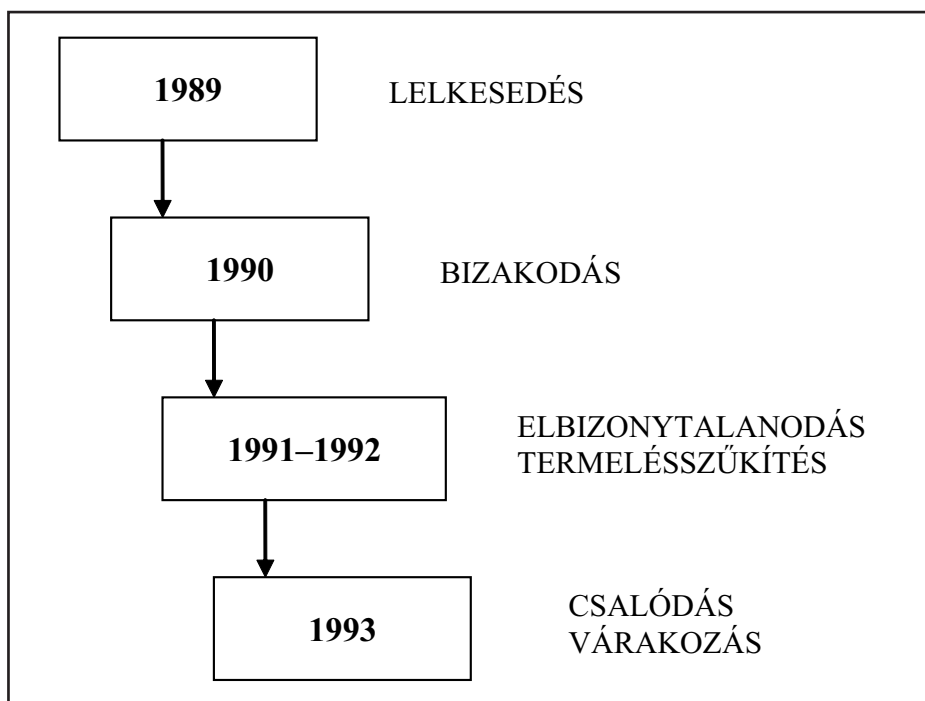 1989
LELKESEDÉS
1990
BIZAKODÁS
1991–1992
ELBIZONYTALANODÁS
TERMELÉSSZŰKÍTÉS
1993
CSALÓDÁS
VÁRAKOZÁS